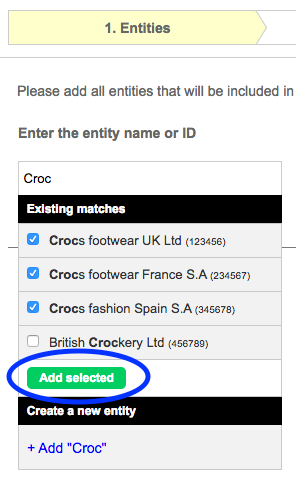 1. Entities
Please add all entities that will be included in
Enter the entity name or ID
Croc
Existing matches
Crocs footwear UK Ltd (123456)
Crocs footwear France S.A (234567)
Crocs fashion Spain S.A (345678)
British Crockery Ltd (456789)
Add selected
Create a new entity
+ Add "Croc"